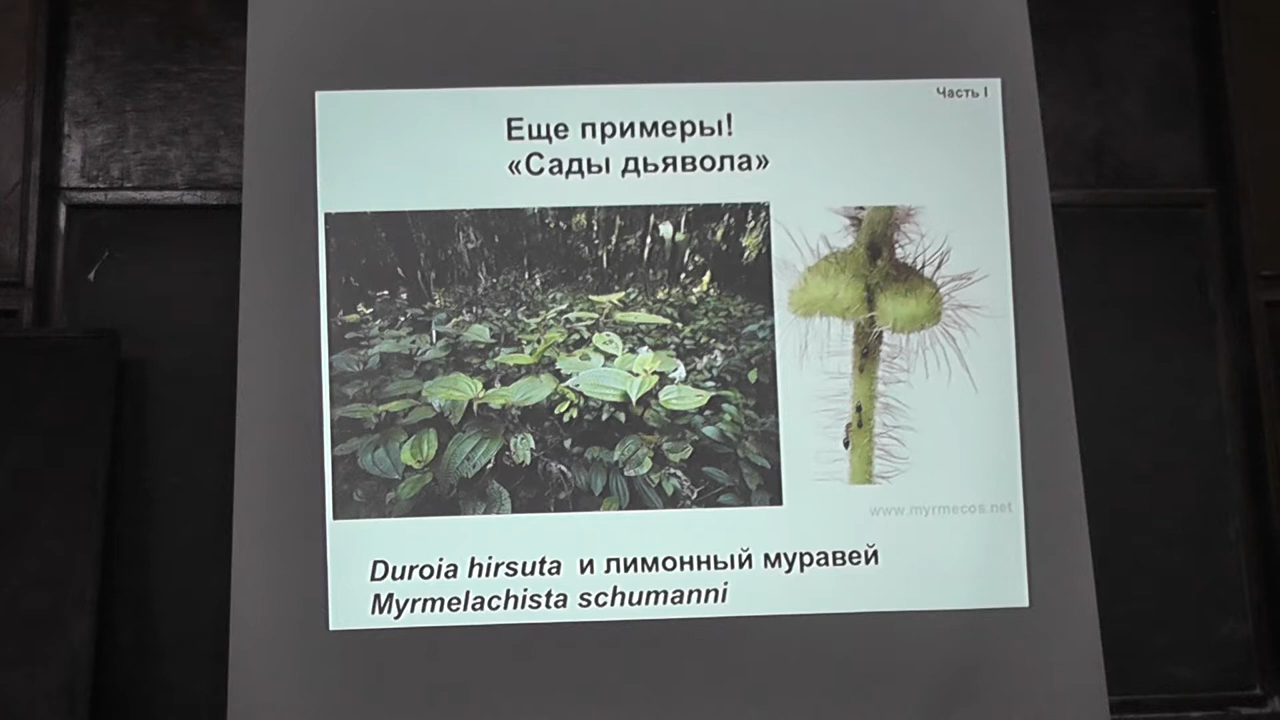 Часть I
Еще примеры!
«Сады дьявола»
www.myrmecos.net
Duroia hirsuta и лимонный муравей
Myrmelachista schumanni